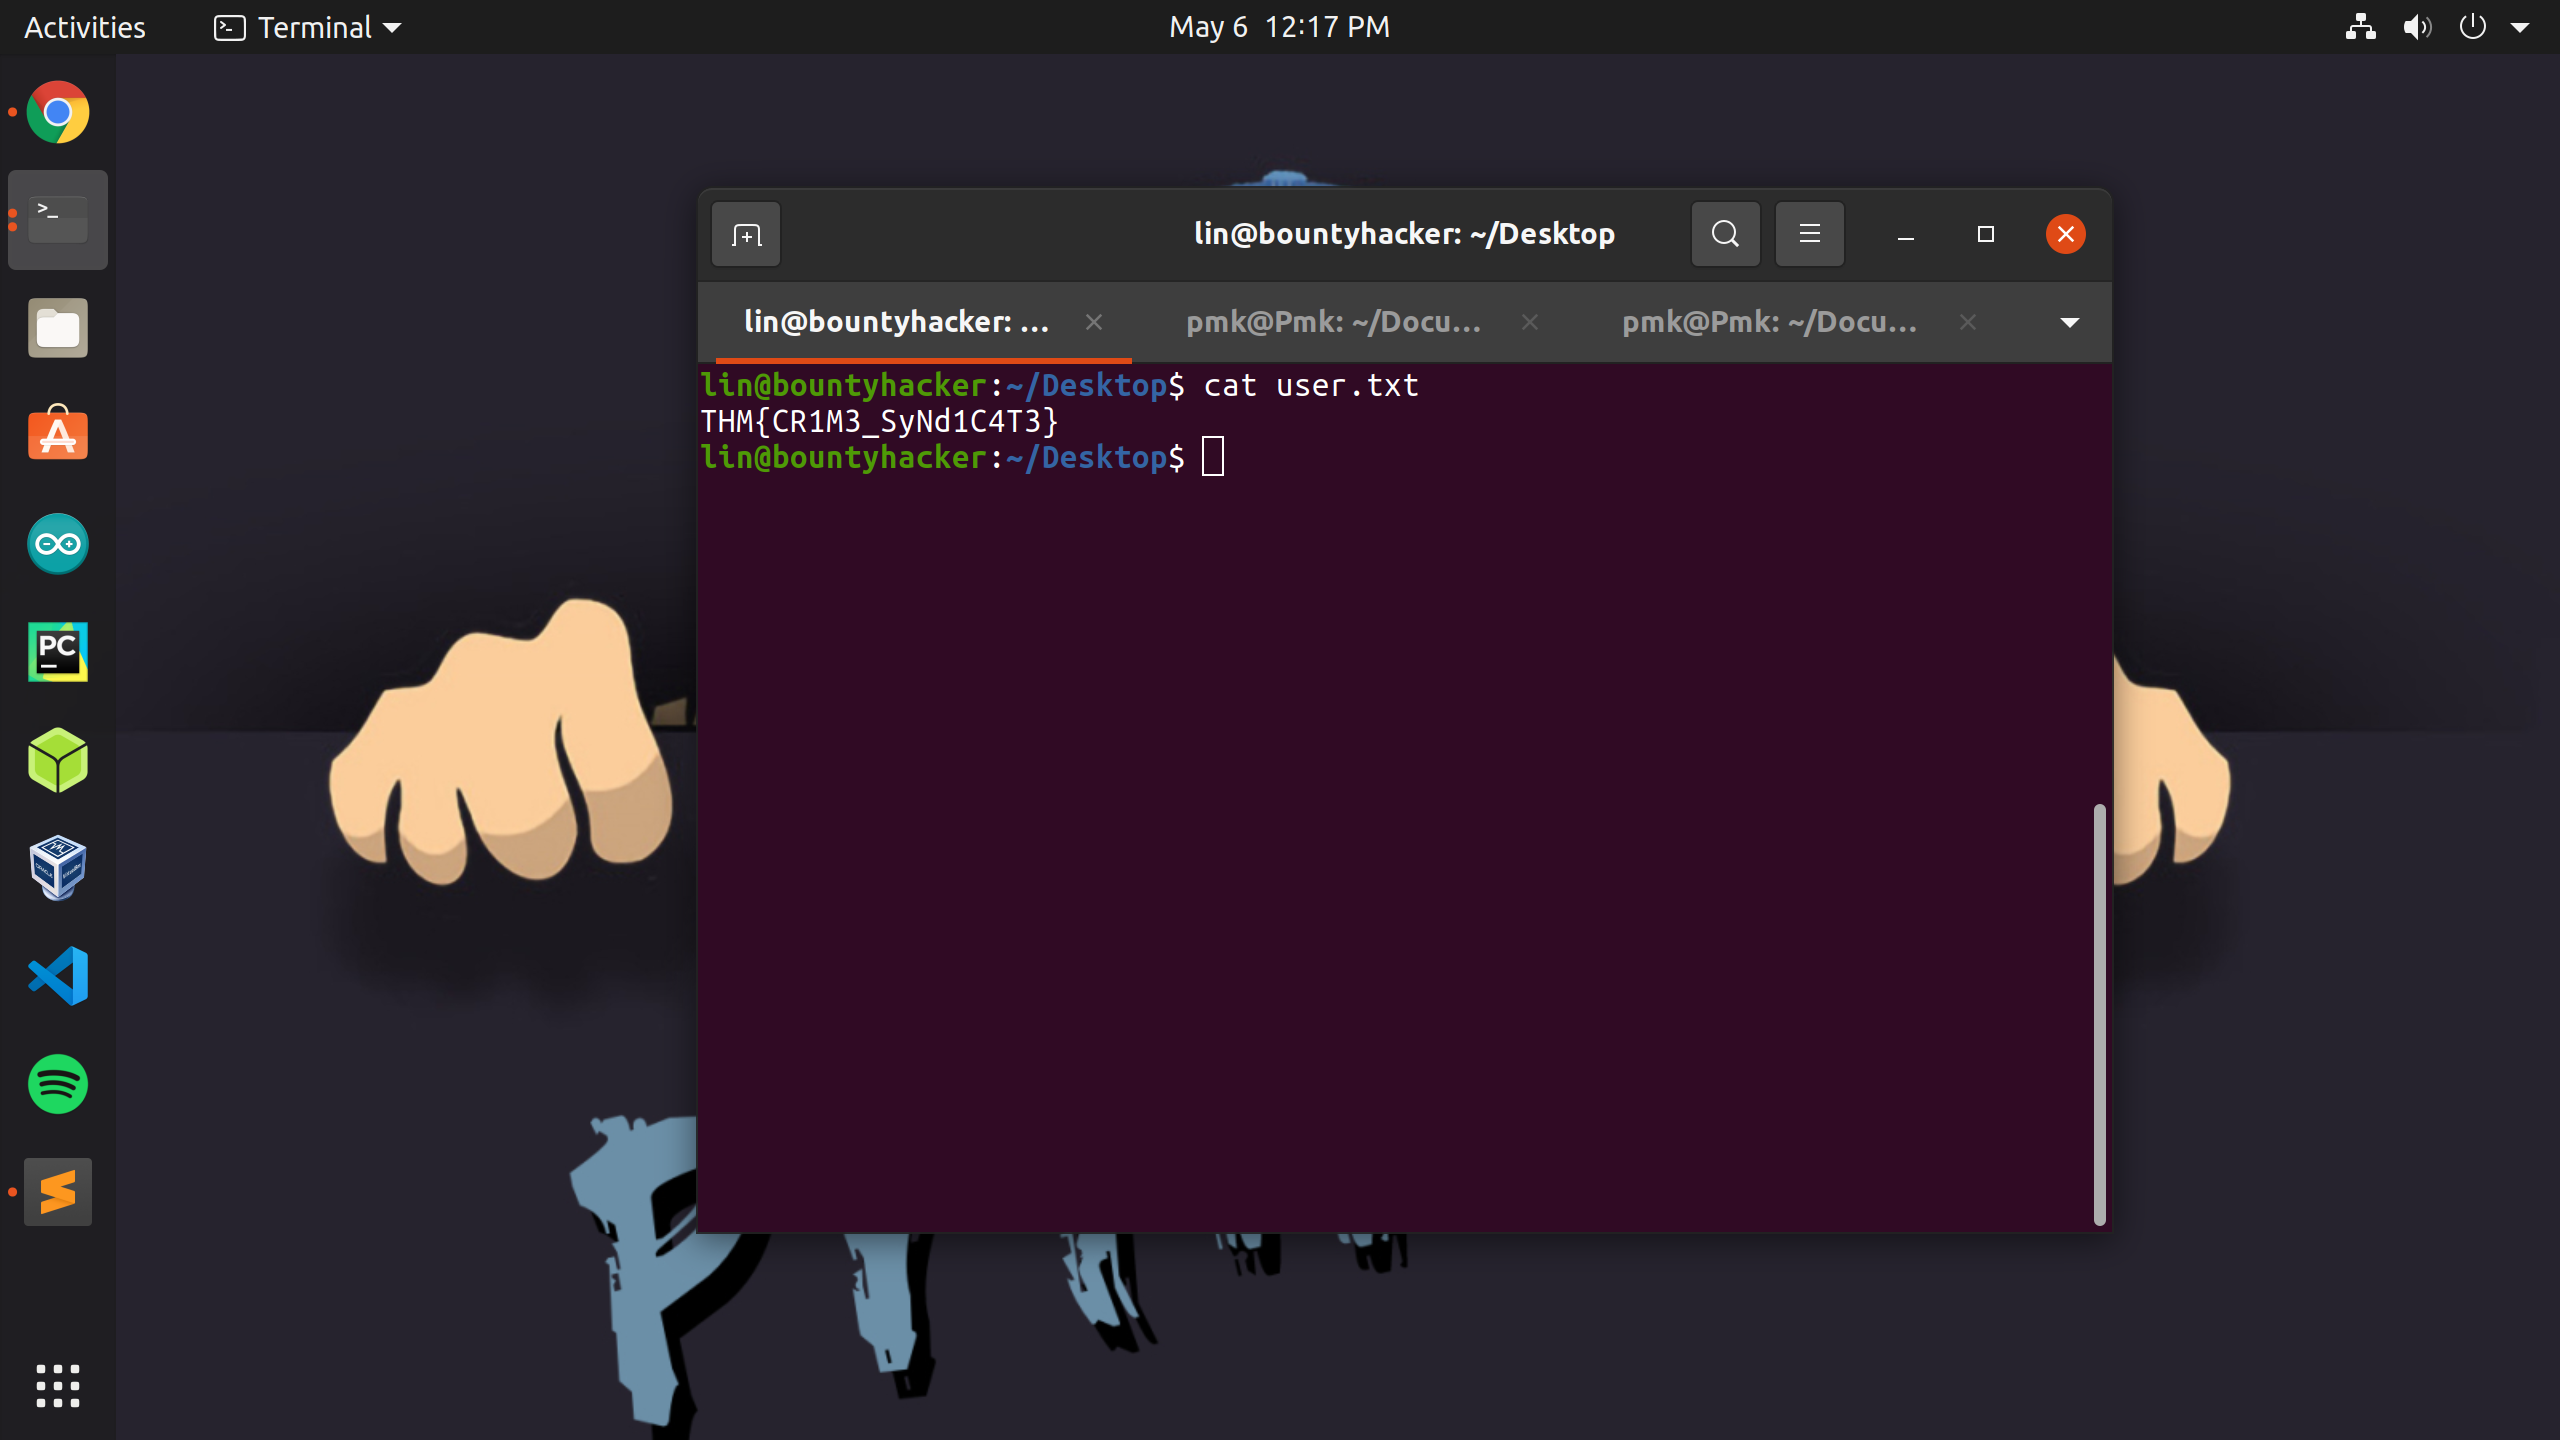 Activities Terminal May 6 12:17 PM
lin@bountyhacker: ~/Desktop
lin@bountyhacker: ... pmk@Pmk: ~/Docu... pmk@Pmk: ~/Docu...
lin@bountyhacker:~/Desktop$ cat user.txt
THM{CR1M3_SyNd1C4T3}
lin@bountyhacker:~/Desktop$
PC